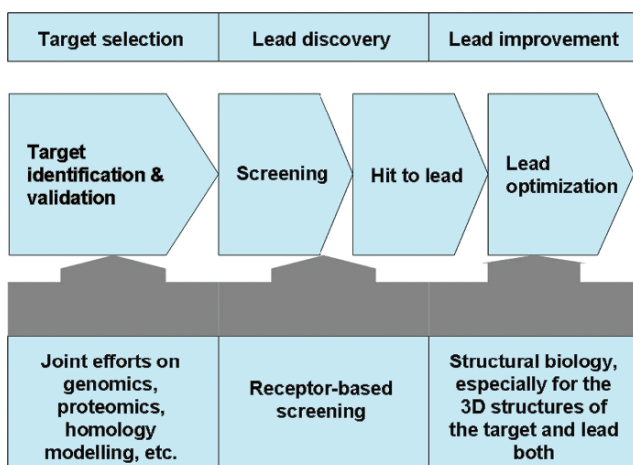 Target selection
Lead discovery
Lead improvement
Target
identification &
validation
Screening
Hit to lead
Lead
optimization
Joint efforts on
genomics,
proteomics,
homology
modelling, etc.
Receptor-based
screening
Structural biology,
especially for the
3D structures of
the target and lead
both